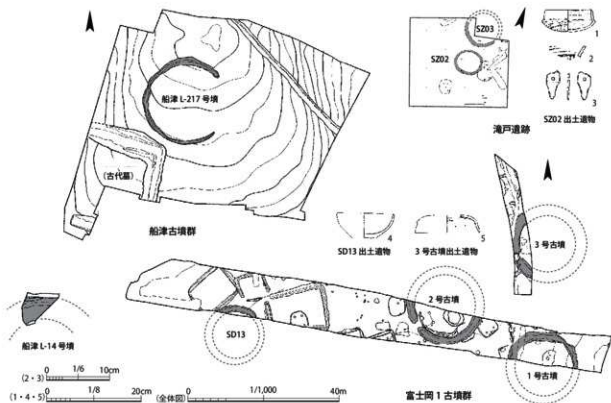 船津 L-217 号墳
(古代墓)
船津古墳群
SZ03
SZ02
1
2
3
SZ02 出土遺物
滝戸遺跡
4
SD13 出土遺物
5
3 号古墳出土遺物
3 号古墳
2 号古墳
SD13
1 号古墳
船津 L-14 号墳
(2・3) 0 1/6 10cm
(1・4・5) 0 1/8 20cm
(全体図) 0 1/1,000 40m
富士岡 1 古墳群